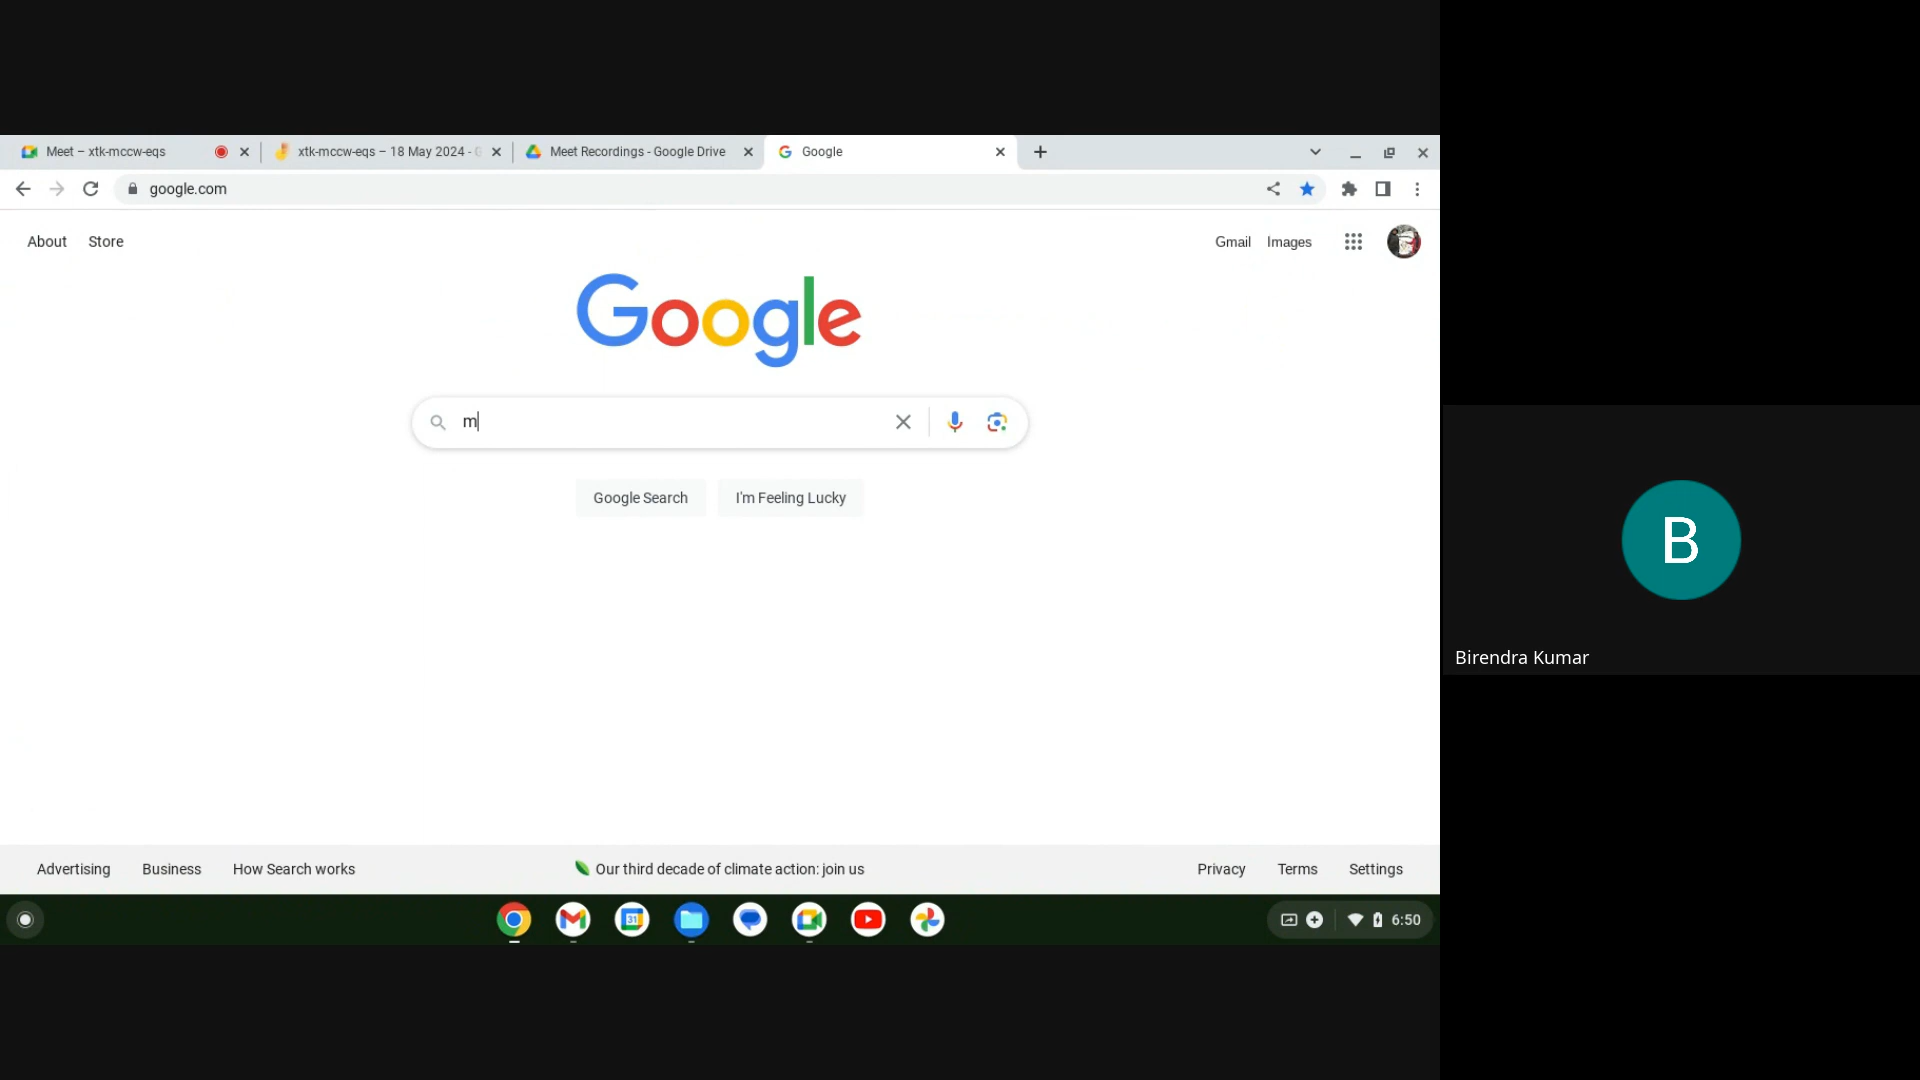 Meet – xtk-mccw-eqs
xtk-mccw-eqs – 18 May 2024 - G
Meet Recordings - Google Drive
Google
google.com
About Store
Gmail Images
Google
m
Google Search
I'm Feeling Lucky
B
Birendra Kumar
Advertising Business How Search works
Our third decade of climate action: join us
Privacy Terms Settings
31
6:50